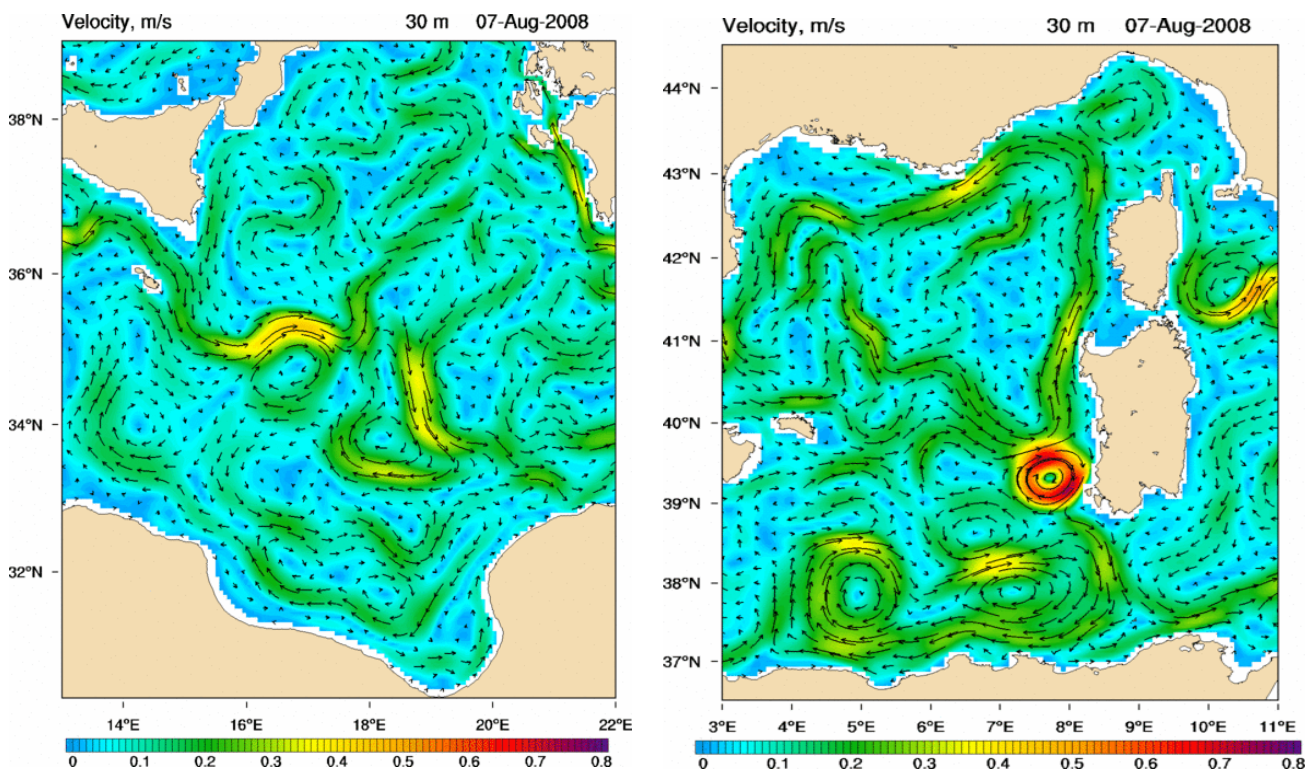 Velocity, m/s 30 m 07-Aug-2008
38°N
36°N
34°N
32°N
14°E 16°E 18°E 20°E 22°E
0 0.1 0.2 0.3 0.4 0.5 0.6 0.7 0.8
Velocity, m/s 30 m 07-Aug-2008
44°N
43°N
42°N
41°N
40°N
39°N
38°N
37°N
3°E 4°E 5°E 6°E 7°E 8°E 9°E 10°E 11°E
0 0.1 0.2 0.3 0.4 0.5 0.6 0.7 0.8